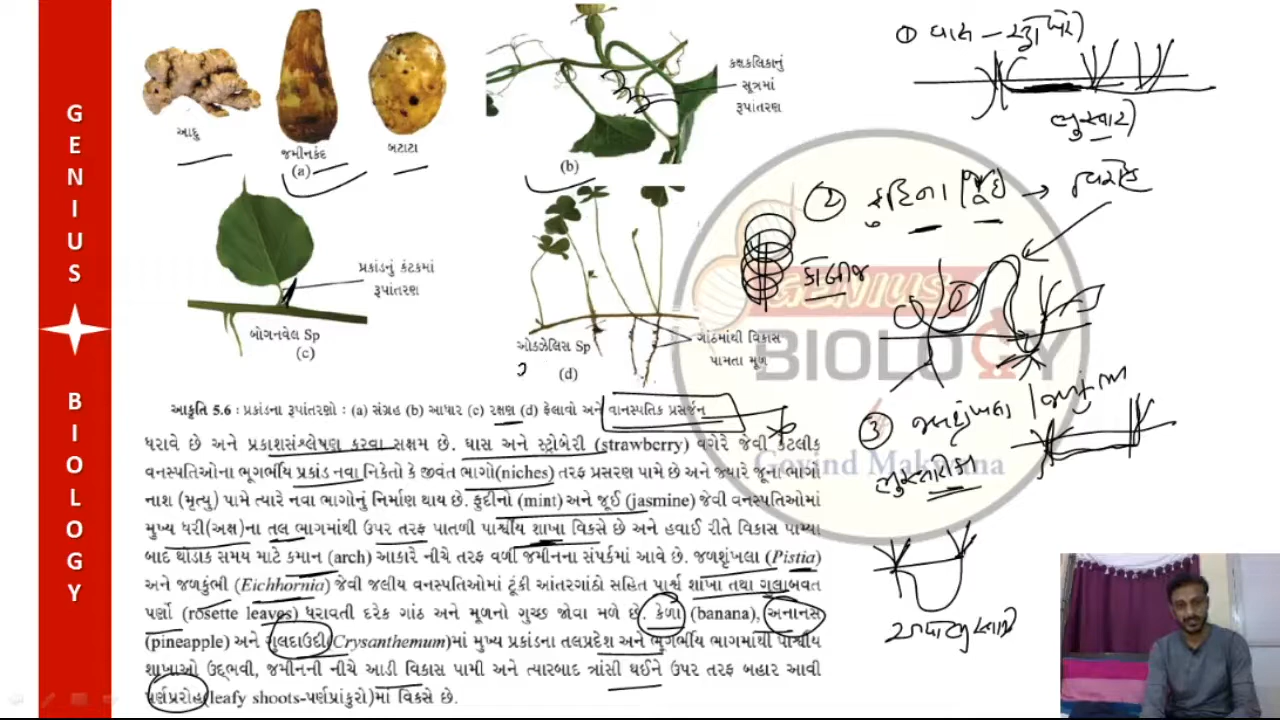 GENIUS
BIOLOGY
આદુ
જમીનકંદ
બટાટા
(a)
કક્ષકલિકાનું
સૂત્રમાં
રૂપાંતરણ
(b)
પ્રકાંડનું કંટકમાં
રૂપાંતરણ
બોગનવેલ Sp
(c)
ઓક્ઝેલિસ Sp
ગાંઠમાંથી વિકાસ
પામતા મૂળ
(d)
આકૃતિ 5.6 : પ્રકાંડના રૂપાંતરણો : (a) સંગ્રહ (b) આધાર (c) રક્ષણ (d) ફેલાવો અને વાનસ્પતિક પ્રસર્જન
ધરાવે છે અને પ્રકાશસંશ્લેષણ કરવા સક્ષમ છે. ઘાસ અને સ્ટ્રોબેરી (strawberry) વગેરે જેવી કેટલીક
વનસ્પતિઓના ભૂગર્ભીય પ્રકાંડ નવા નિકેતો કે જીવંત ભાગો(niches) તરફ પ્રસરણ પામે છે અને જ્યારે જૂના ભાગો
નાશ (મૃત્યુ) પામે ત્યારે નવા ભાગોનું નિર્માણ થાય છે. ફુદીનો (mint) અને જૂઈ (jasmine) જેવી વનસ્પતિઓમાં
મુખ્ય ધરી(અક્ષ)ના તલ ભાગમાંથી ઉપર તરફ પાતળી પાર્શ્વીય શાખા વિકસે છે અને હવાઈ રીતે વિકાસ પામ્યા
બાદ થોડાક સમય માટે કમાન (arch) આકારે નીચે તરફ વળી જમીનના સંપર્કમાં આવે છે. જળશૃંખલા (Pistia)
અને જળકુંભી (Eichhornia) જેવી જલીય વનસ્પતિઓમાં ટૂંકી આંતરગાંઠો સહિત પાર્શ્વ શાખા તથા ગુલાબવત
પર્ણો (rosette leaves) ધરાવતી દરેક ગાંઠ અને મૂળનો ગુચ્છ જોવા મળે છે. કેળા (banana), અનાનસ
(pineapple) અને ગુલદાઉદી(Crysanthemum)માં મુખ્ય પ્રકાંડના તલપ્રદેશ અને ભૂગર્ભીય ભાગમાંથી પાર્શ્વીય
શાખાઓ ઉદ્ભવી, જમીનની નીચે આડી વિકાસ પામી અને ત્યારબાદ ત્રાંસી થઈને ઉપર તરફ બહાર આવી
પર્ણપ્રરોહ(leafy shoots-પર્ણપ્રાંકુરો)માં વિકસે છે.
① ઘાસ – સ્ટ્રોબેરી
ભુસ્તારી
② ફુદિના | જૂઈ →
GENIUS
BIOLOGY
Govind Makwana
③ જળશૃંખલા |
ભુસ્તારીકા